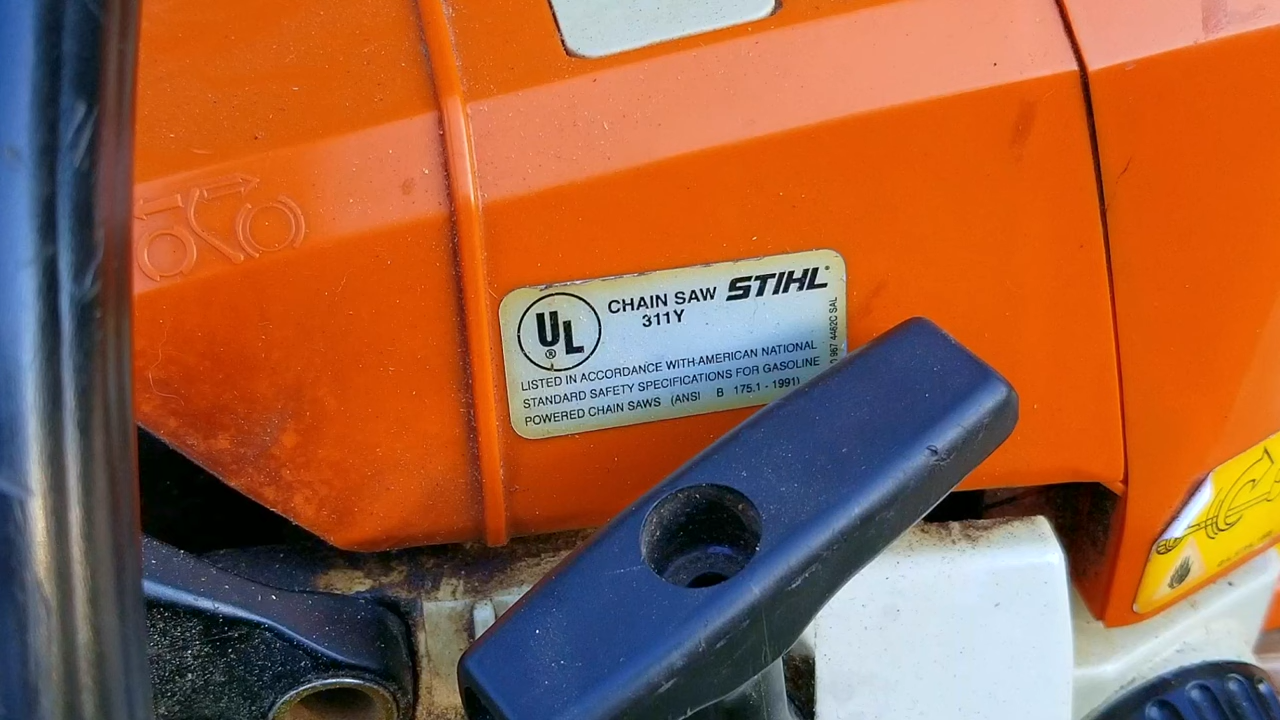 UL®
CHAIN SAW STIHL®
311Y
LISTED IN ACCORDANCE WITH AMERICAN NATIONAL
STANDARD SAFETY SPECIFICATIONS FOR GASOLINE
POWERED CHAIN SAWS (ANSI B 175.1 - 1991)
967 4462C SAL